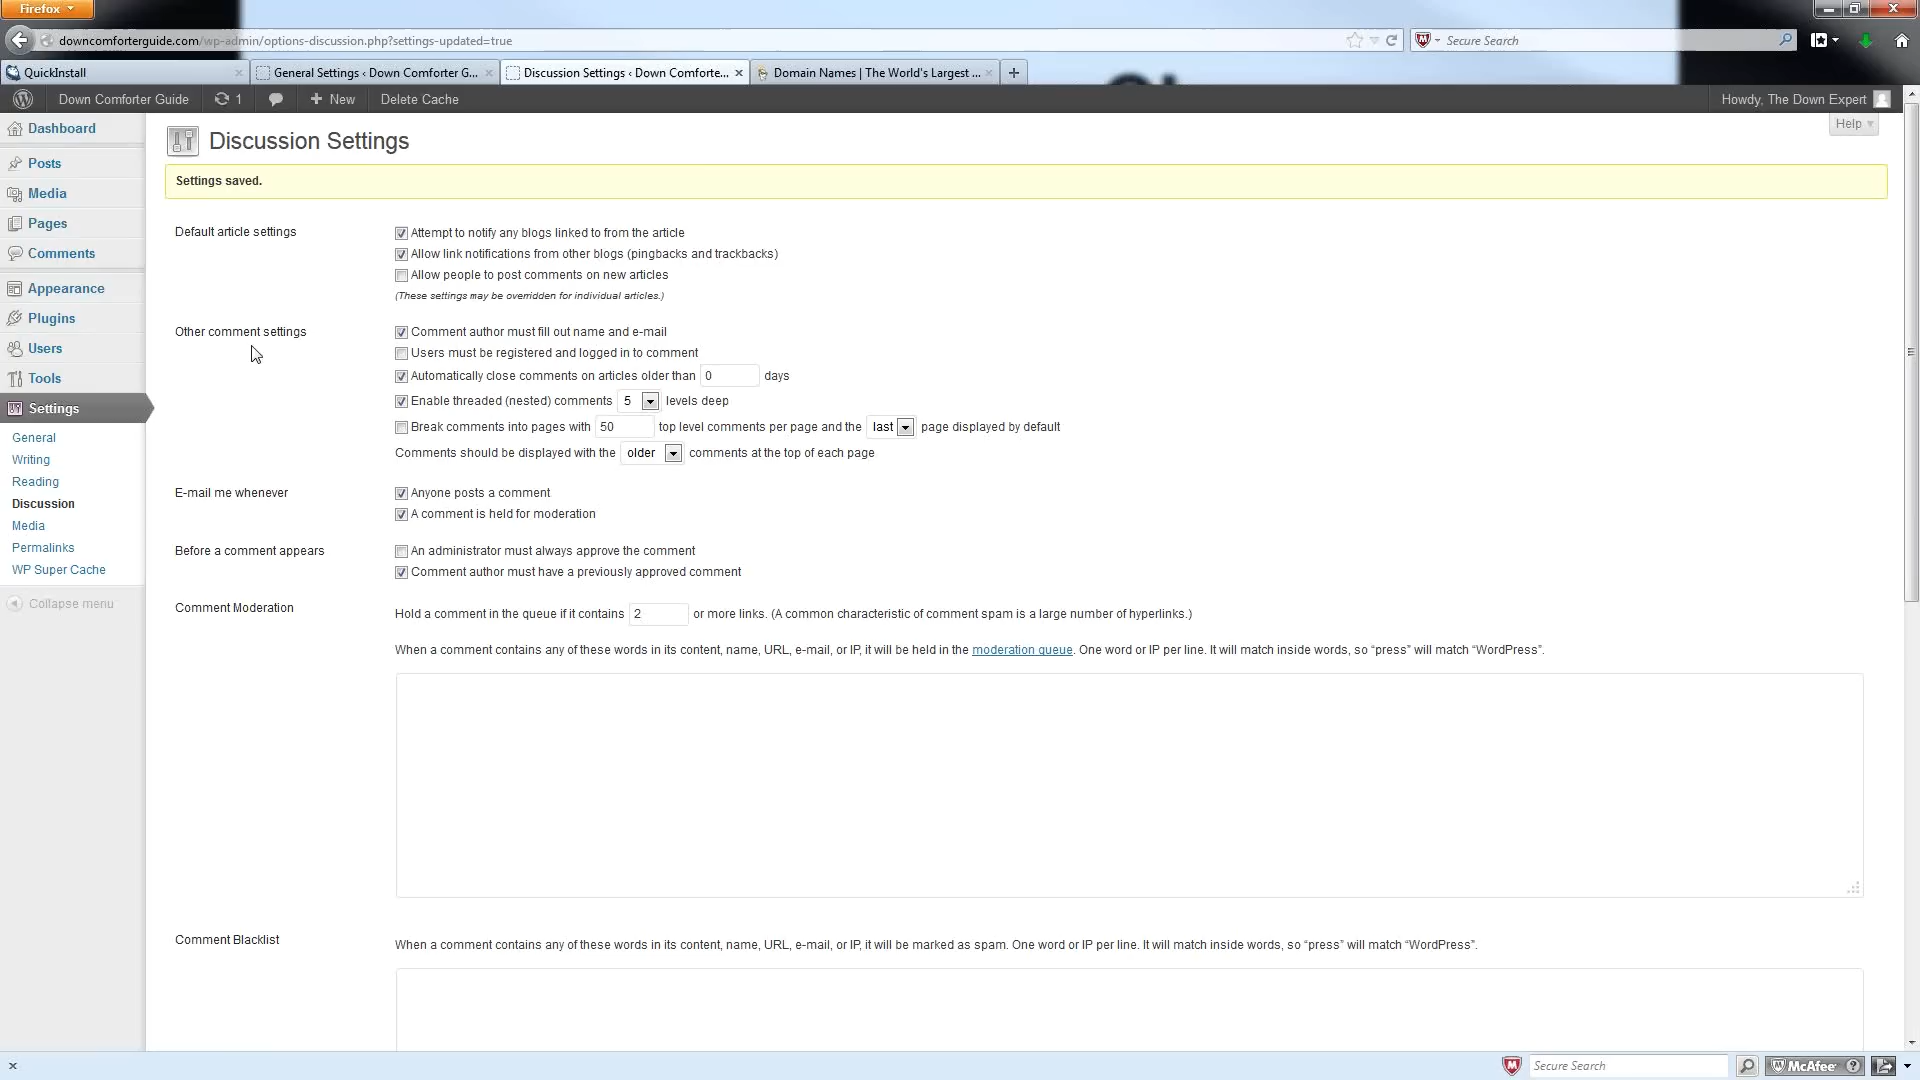 Firefox
downcomforterguide.com/wp-admin/options-discussion.php?settings-updated=true
Secure Search
QuickInstall
General Settings ‹ Down Comforter G...
Discussion Settings ‹ Down Comforte...
Domain Names | The World's Largest ...
Down Comforter Guide
1
New
Delete Cache
Howdy, The Down Expert
Help
Dashboard
Posts
Media
Pages
Comments
Appearance
Plugins
Users
Tools
Settings
General
Writing
Reading
Discussion
Media
Permalinks
WP Super Cache
Collapse menu
Discussion Settings
Settings saved.
Default article settings
Attempt to notify any blogs linked to from the article
Allow link notifications from other blogs (pingbacks and trackbacks)
Allow people to post comments on new articles
(These settings may be overridden for individual articles.)
Other comment settings
Comment author must fill out name and e-mail
Users must be registered and logged in to comment
Automatically close comments on articles older than 0 days
Enable threaded (nested) comments 5 levels deep
Break comments into pages with 50 top level comments per page and the last page displayed by default
Comments should be displayed with the older comments at the top of each page
E-mail me whenever
Anyone posts a comment
A comment is held for moderation
Before a comment appears
An administrator must always approve the comment
Comment author must have a previously approved comment
Comment Moderation
Hold a comment in the queue if it contains 2 or more links. (A common characteristic of comment spam is a large number of hyperlinks.)
When a comment contains any of these words in its content, name, URL, e-mail, or IP, it will be held in the moderation queue. One word or IP per line. It will match inside words, so “press” will match “WordPress”.
Comment Blacklist
When a comment contains any of these words in its content, name, URL, e-mail, or IP, it will be marked as spam. One word or IP per line. It will match inside words, so “press” will match “WordPress”.
Secure Search
McAfee